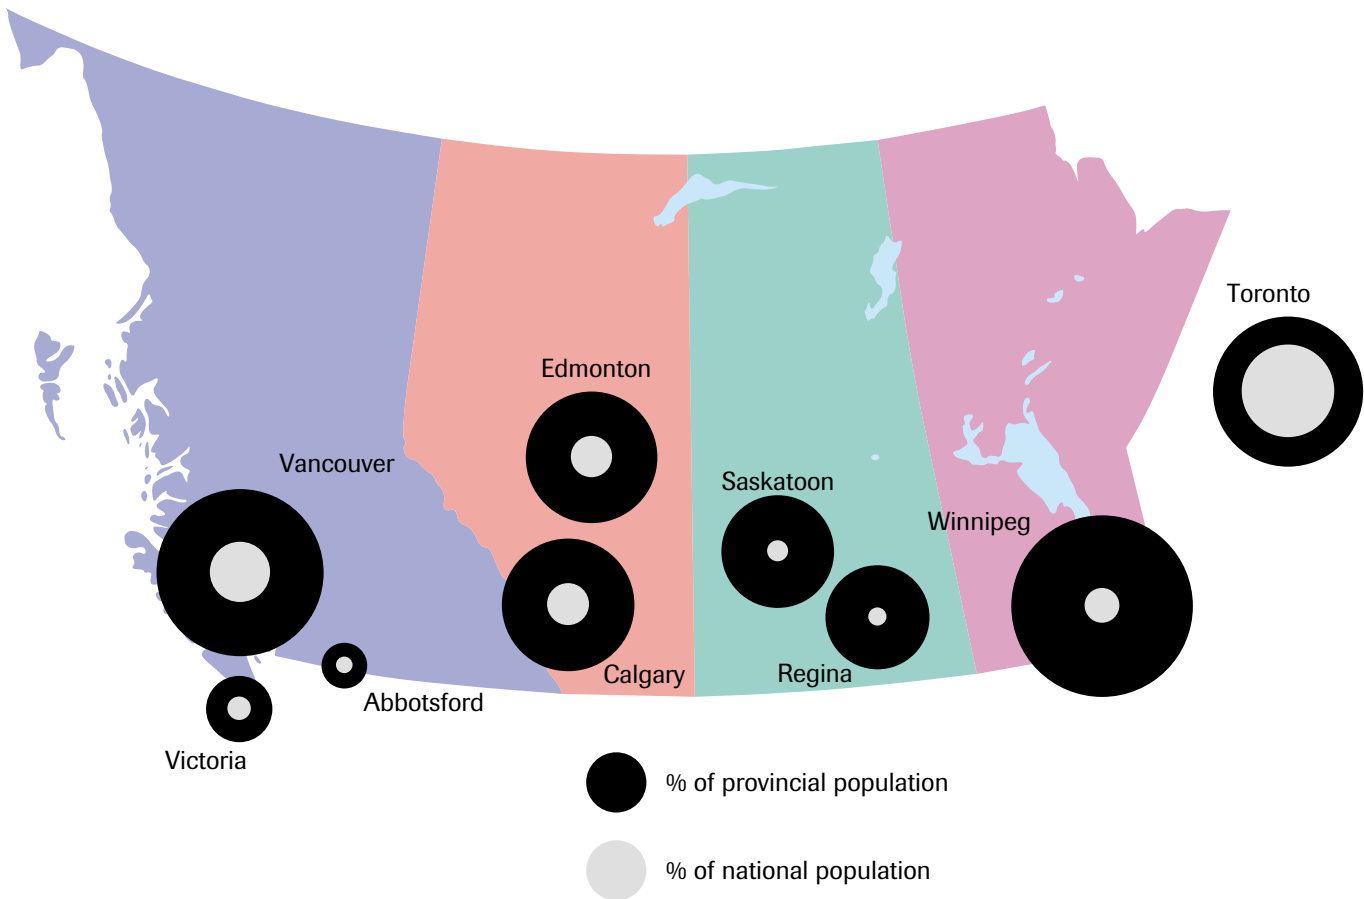 Toronto
Edmonton
Vancouver
Saskatoon
Winnipeg
Calgary
Regina
Abbotsford
Victoria
% of provincial population
% of national population